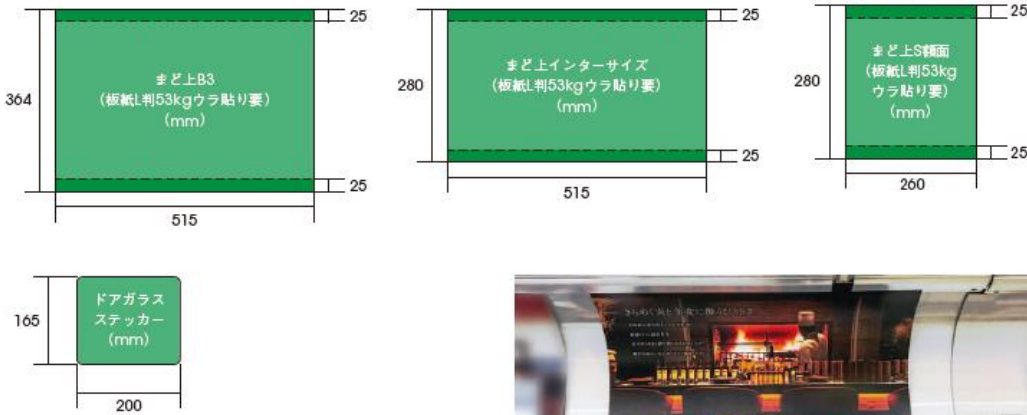 25
364
まど上B3
(板紙L判53kgウラ貼り要)
(mm)
25
515
25
280
まど上インターサイズ
(板紙L判53kgウラ貼り要)
(mm)
25
515
25
280
まど上S額面
(板紙L判53kg
ウラ貼り要)
(mm)
25
260
165
ドアガラス
ステッカー
(mm)
200